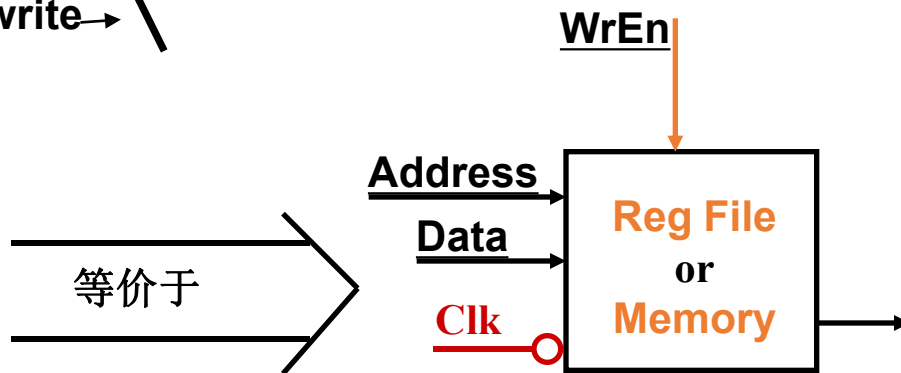 write
WrEn
Address
Data
等价于
Clk
Reg File
or
Memory